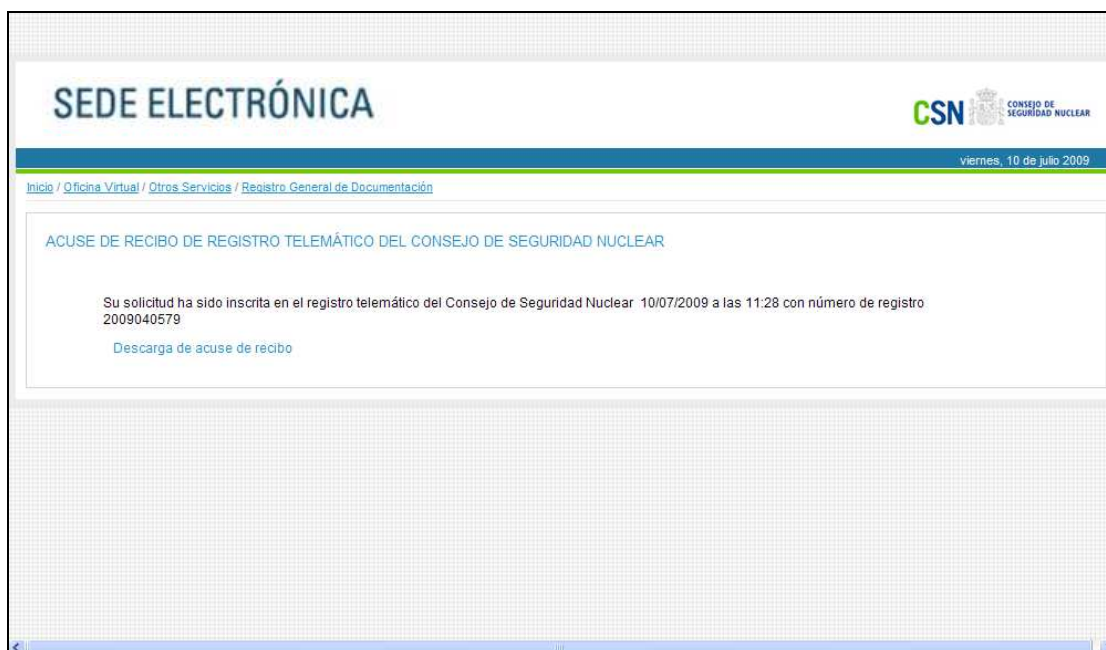 SEDE ELECTRÓNICA
CSN CONSEJO DE
SEGURIDAD NUCLEAR
viernes, 10 de julio 2009
Inicio / Oficina Virtual / Otros Servicios / Registro General de Documentación
ACUSE DE RECIBO DE REGISTRO TELEMÁTICO DEL CONSEJO DE SEGURIDAD NUCLEAR
Su solicitud ha sido inscrita en el registro telemático del Consejo de Seguridad Nuclear 10/07/2009 a las 11:28 con número de registro
2009040579
Descarga de acuse de recibo